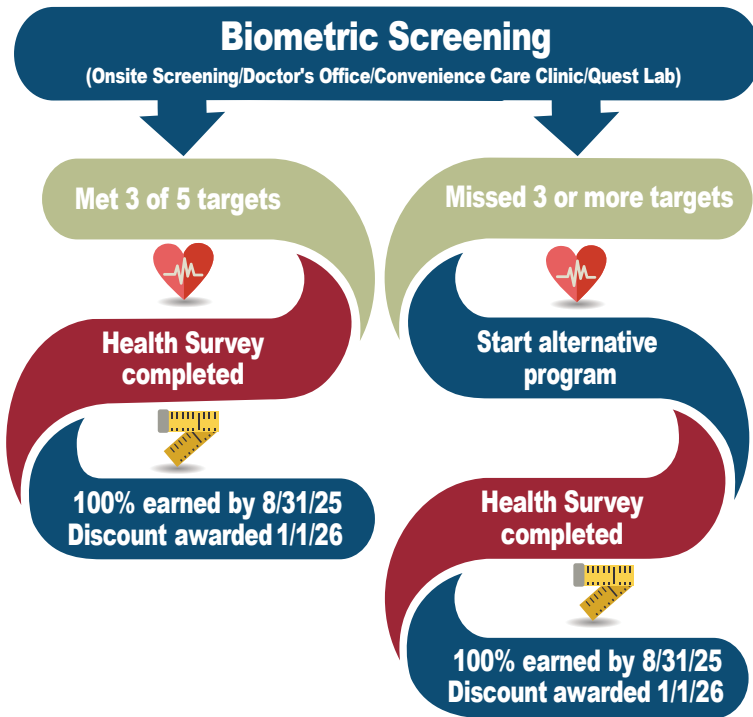 Biometric Screening
(Onsite Screening/Doctor's Office/Convenience Care Clinic/Quest Lab)
Met 3 of 5 targets
Health Survey
completed
100% earned by 8/31/25
Discount awarded 1/1/26
Missed 3 or more targets
Start alternative
program
Health Survey
completed
100% earned by 8/31/25
Discount awarded 1/1/26